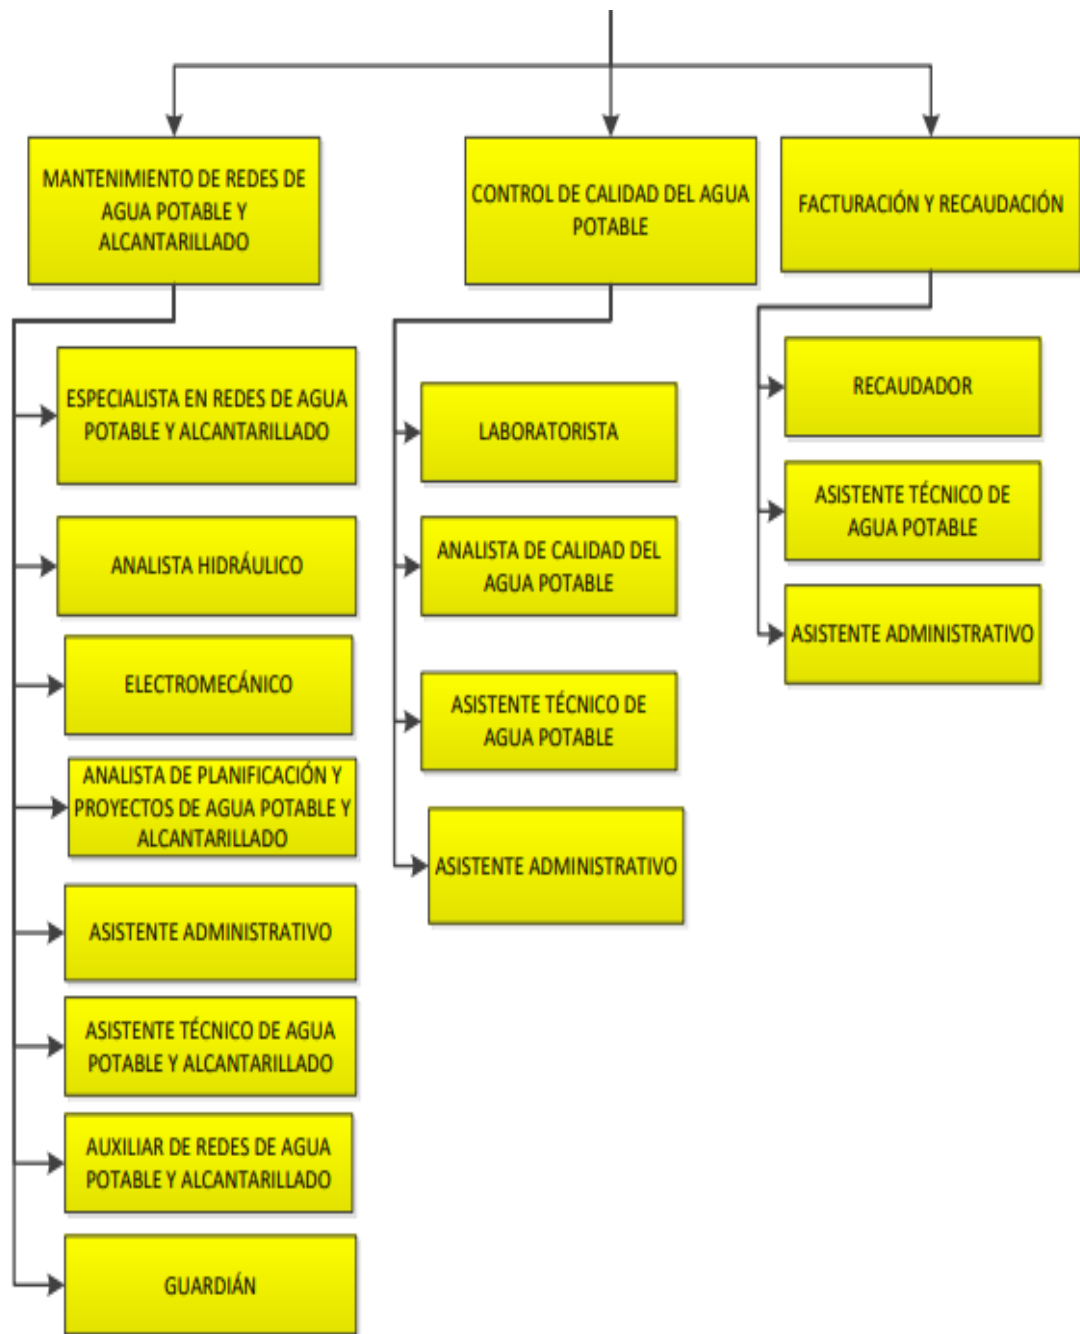 MANTENIMIENTO DE REDES DE
AGUA POTABLE Y
ALCANTARILLADO
ESPECIALISTA EN REDES DE AGUA
POTABLE Y ALCANTARILLADO
ANALISTA HIDRÁULICO
ELECTROMECÁNICO
ANALISTA DE PLANIFICACIÓN Y
PROYECTOS DE AGUA POTABLE Y
ALCANTARILLADO
ASISTENTE ADMINISTRATIVO
ASISTENTE TÉCNICO DE AGUA
POTABLE Y ALCANTARILLADO
AUXILIAR DE REDES DE AGUA
POTABLE Y ALCANTARILLADO
GUARDIÁN
CONTROL DE CALIDAD DEL AGUA
POTABLE
LABORATORISTA
ANALISTA DE CALIDAD DEL
AGUA POTABLE
ASISTENTE TÉCNICO DE
AGUA POTABLE
ASISTENTE ADMINISTRATIVO
FACTURACIÓN Y RECAUDACIÓN
RECAUDADOR
ASISTENTE TÉCNICO DE
AGUA POTABLE
ASISTENTE ADMINISTRATIVO